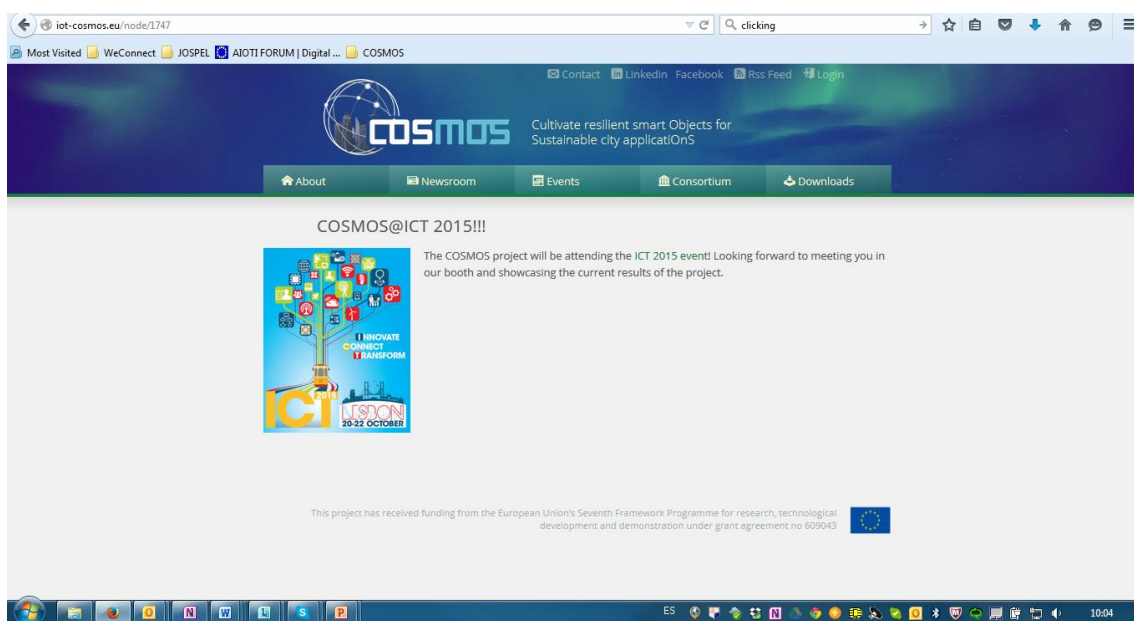 iot-cosmos.eu/node/1747
clicking
Most Visited WeConnect JOSPEL AIOTI FORUM | Digital ... COSMOS
Contact Linkedin Facebook Rss Feed Login
COSMOS
Cultivate resilient smart Objects for
Sustainable city applicatiOnS
About Newsroom Events Consortium Downloads
COSMOS@ICT 2015!!!
The COSMOS project will be attending the ICT 2015 event! Looking forward to meeting you in
our booth and showcasing the current results of the project.
INNOVATE
CONNECT
TRANSFORM
ICT
2015
LISBON
20-22 OCTOBER
This project has received funding from the European Union's Seventh Framework Programme for research, technological
development and demonstration under grant agreement no 609043
ES
10:04